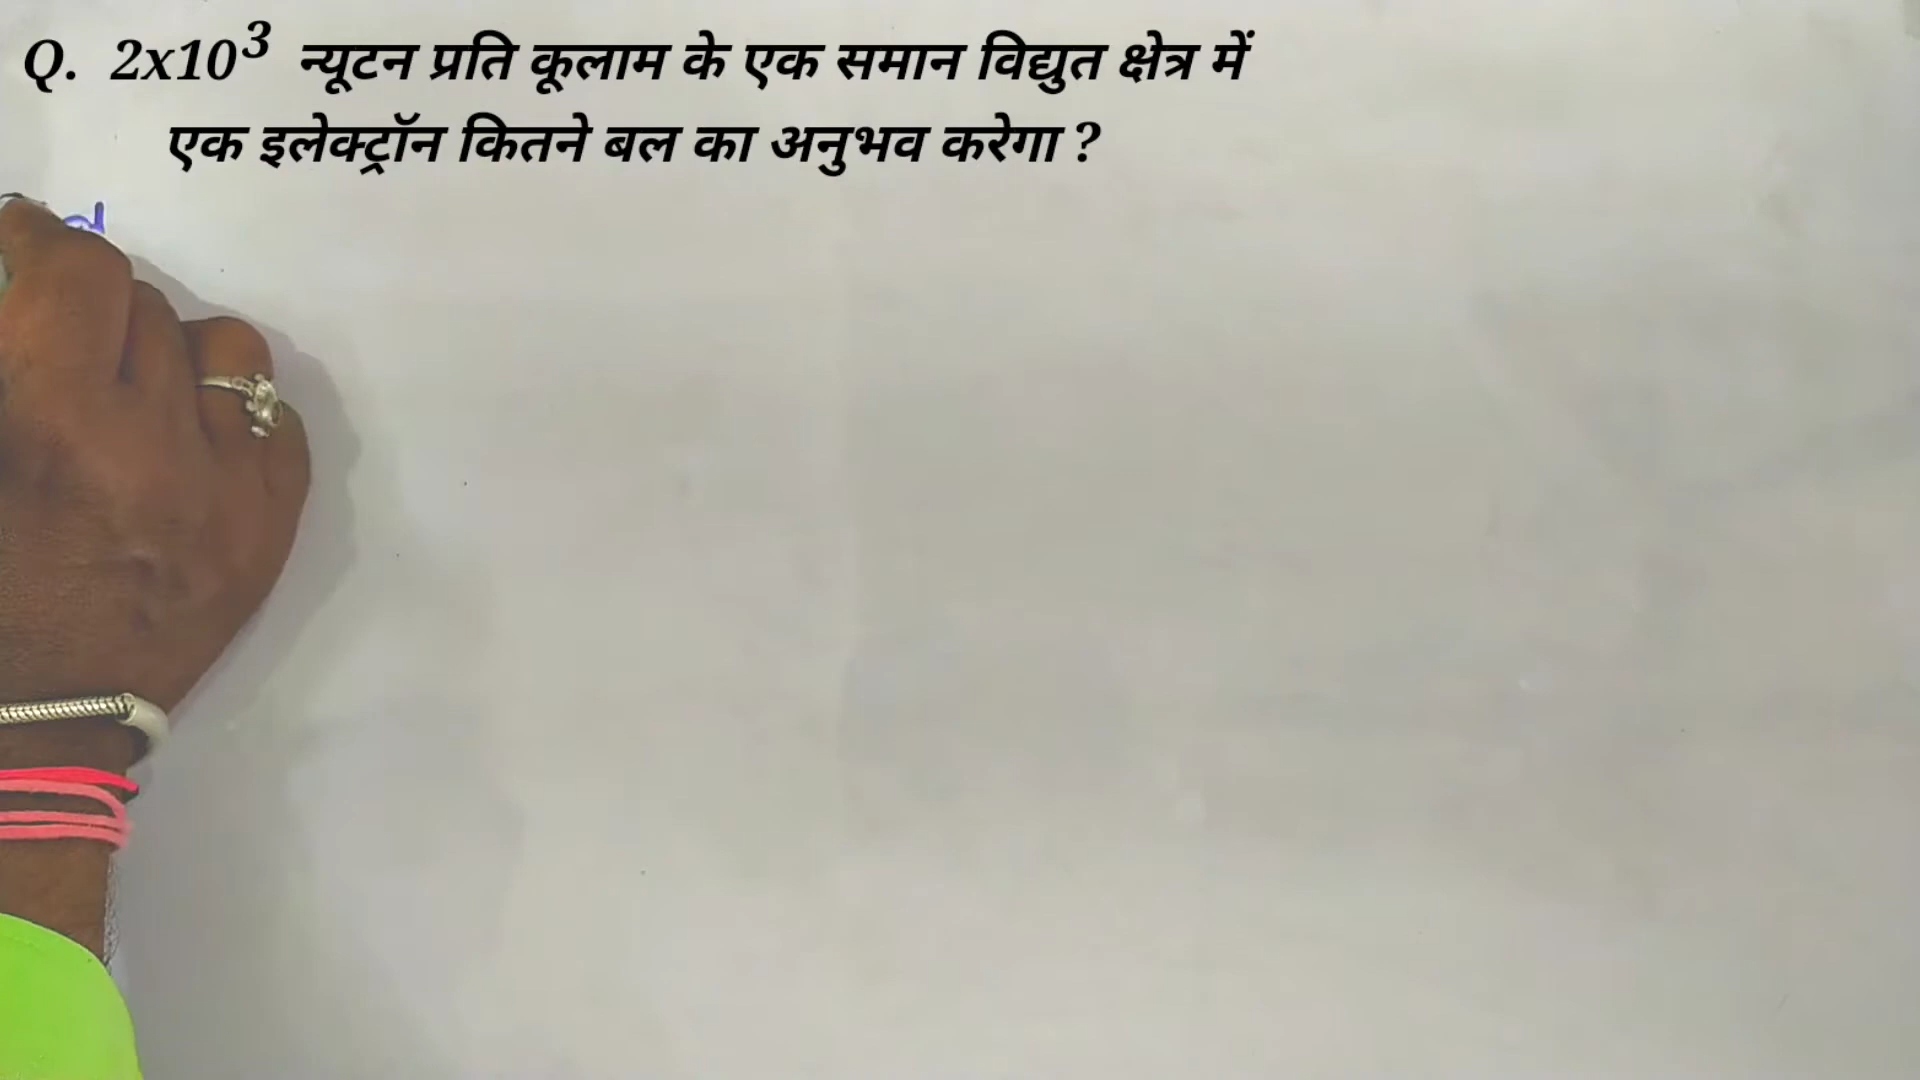 Q. 2x10³ न्यूटन प्रति कूलाम के एक समान विद्युत क्षेत्र में
एक इलेक्ट्रॉन कितने बल का अनुभव करेगा ?